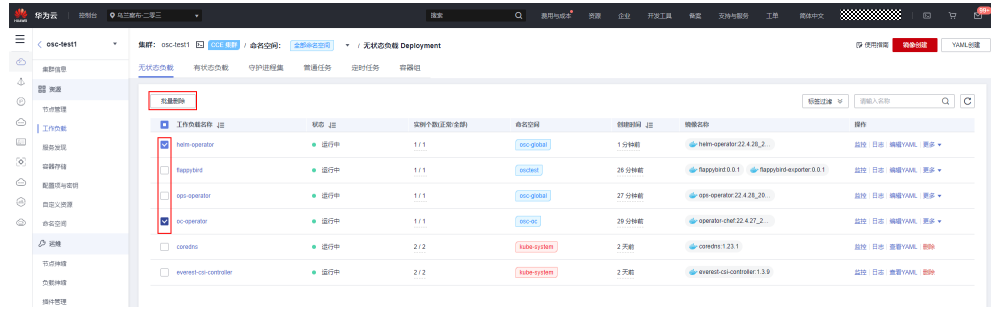 HUAWEI 华为云 控制台 乌兰察布-二零三 搜索 费用与成本 资源 企业 开发工具 备案 支持与服务 工单 简体中文 99+
osc-test1
集群: osc-test1 CCE 集群 / 命名空间: 全部命名空间 / 无状态负载 Deployment 使用指南 镜像创建 YAML创建
无状态负载 有状态负载 守护进程集 普通任务 定时任务 容器组
集群信息
资源
节点管理
工作负载
服务发现
容器存储
配置项与密钥
自定义资源
命名空间
运维
节点伸缩
负载伸缩
插件管理
批量删除 标签过滤 请输入名称
工作负载名称 状态 实例个数(正常/全部) 命名空间 创建时间 镜像名称 操作
helm-operator 运行中 1 / 1 osc-global 1 分钟前 helm-operator:22.4.28_2... 监控 日志 编辑YAML 更多
flappybird 运行中 1 / 1 osctest 26 分钟前 flappybird:0.0.1 flappybird-exporter:0.0.1 监控 日志 编辑YAML 更多
ops-operator 运行中 1 / 1 osc-global 27 分钟前 ops-operator:22.4.28_20... 监控 日志 编辑YAML 更多
oc-operator 运行中 1 / 1 osc-oc 29 分钟前 operator-chef:22.4.27_2... 监控 日志 编辑YAML 更多
coredns 运行中 2 / 2 kube-system 2 天前 coredns:1.23.1 监控 日志 查看YAML 删除
everest-csi-controller 运行中 2 / 2 kube-system 2 天前 everest-csi-controller:1.3.9 监控 日志 查看YAML 删除